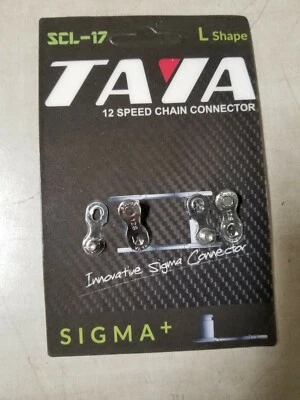 SCL-17
L Shape
TAYA
12 SPEED CHAIN CONNECTOR
Innovative Sigma Connector
SIGMA+